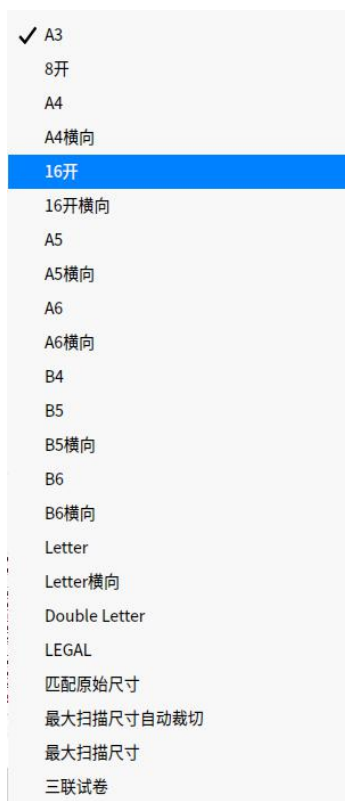 A3
8开
A4
A4横向
16开
16开横向
A5
A5横向
A6
A6横向
B4
B5
B5横向
B6
B6横向
Letter
Letter横向
Double Letter
LEGAL
匹配原始尺寸
最大扫描尺寸自动裁切
最大扫描尺寸
三联试卷